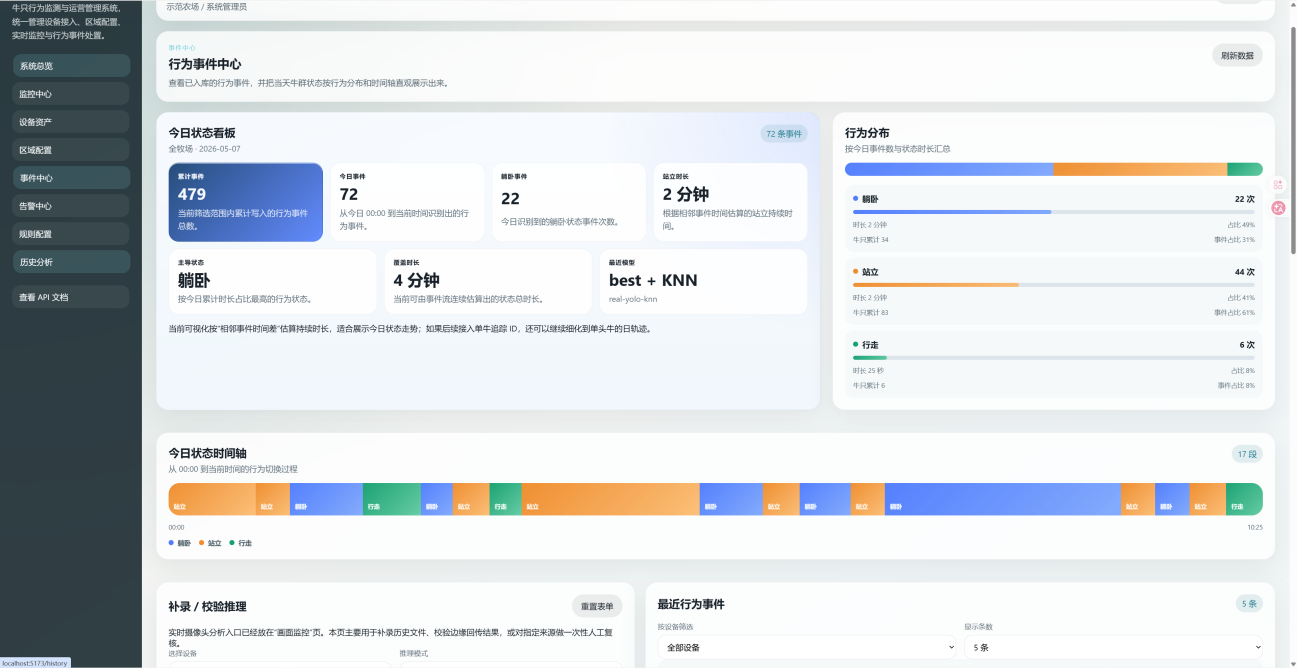 牛只行为监测与运营管理系统，
统一管理设备接入、区域配置、
实时监控与行为事件处置。
系统总览
监控中心
设备资产
区域配置
事件中心
告警中心
规则配置
历史分析
查看 API 文档
localhost:5173/history
示范农场 / 系统管理员
事件中心
行为事件中心
查看已入库的行为事件，并把当天牛群状态按行为分布和时间轴直观展示出来。
刷新数据
今日状态看板
全牧场 · 2026-05-07
72 条事件
累计事件
479
当前筛选范围内累计写入的行为事件
总数。
今日事件
72
从今日 00:00 到当前时间识别出的行
为事件。
躺卧事件
22
今日识别到的躺卧状态事件次数。
站立时长
2 分钟
根据相邻事件时间估算的站立持续时
间。
主导状态
躺卧
按今日累计时长占比最高的行为状态。
覆盖时长
4 分钟
当前可由事件流连续估算出的状态总时长。
最近模型
best + KNN
real-yolo-knn
当前可视化按“相邻事件时间差”估算持续时长，适合展示今日状态走势；如果后续接入单牛追踪 ID，还可以继续细化到单头牛的日轨迹。
行为分布
按今日事件数与状态时长汇总
躺卧
22 次
时长 2 分钟
占比 49%
牛只累计 34
事件占比 31%
站立
44 次
时长 2 分钟
占比 41%
牛只累计 83
事件占比 61%
行走
6 次
时长 25 秒
占比 8%
牛只累计 6
事件占比 8%
今日状态时间轴
从 00:00 到当前时间的行为切换过程
17 段
站立
站立
躺卧
行走
躺卧
站立
行走
站立
躺卧
站立
躺卧
站立
躺卧
站立
躺卧
站立
行走
00:00
10:25
躺卧
站立
行走
补录 / 校验推理
重置表单
实时摄像头分析入口已经放在“画面监控”页。本页主要用于补录历史文件、校验边缘回传结果，或对指定来源做一次性人工复
核。
选择设备
推理模式
最近行为事件
5 条
按设备筛选
显示条数
全部设备
5 条